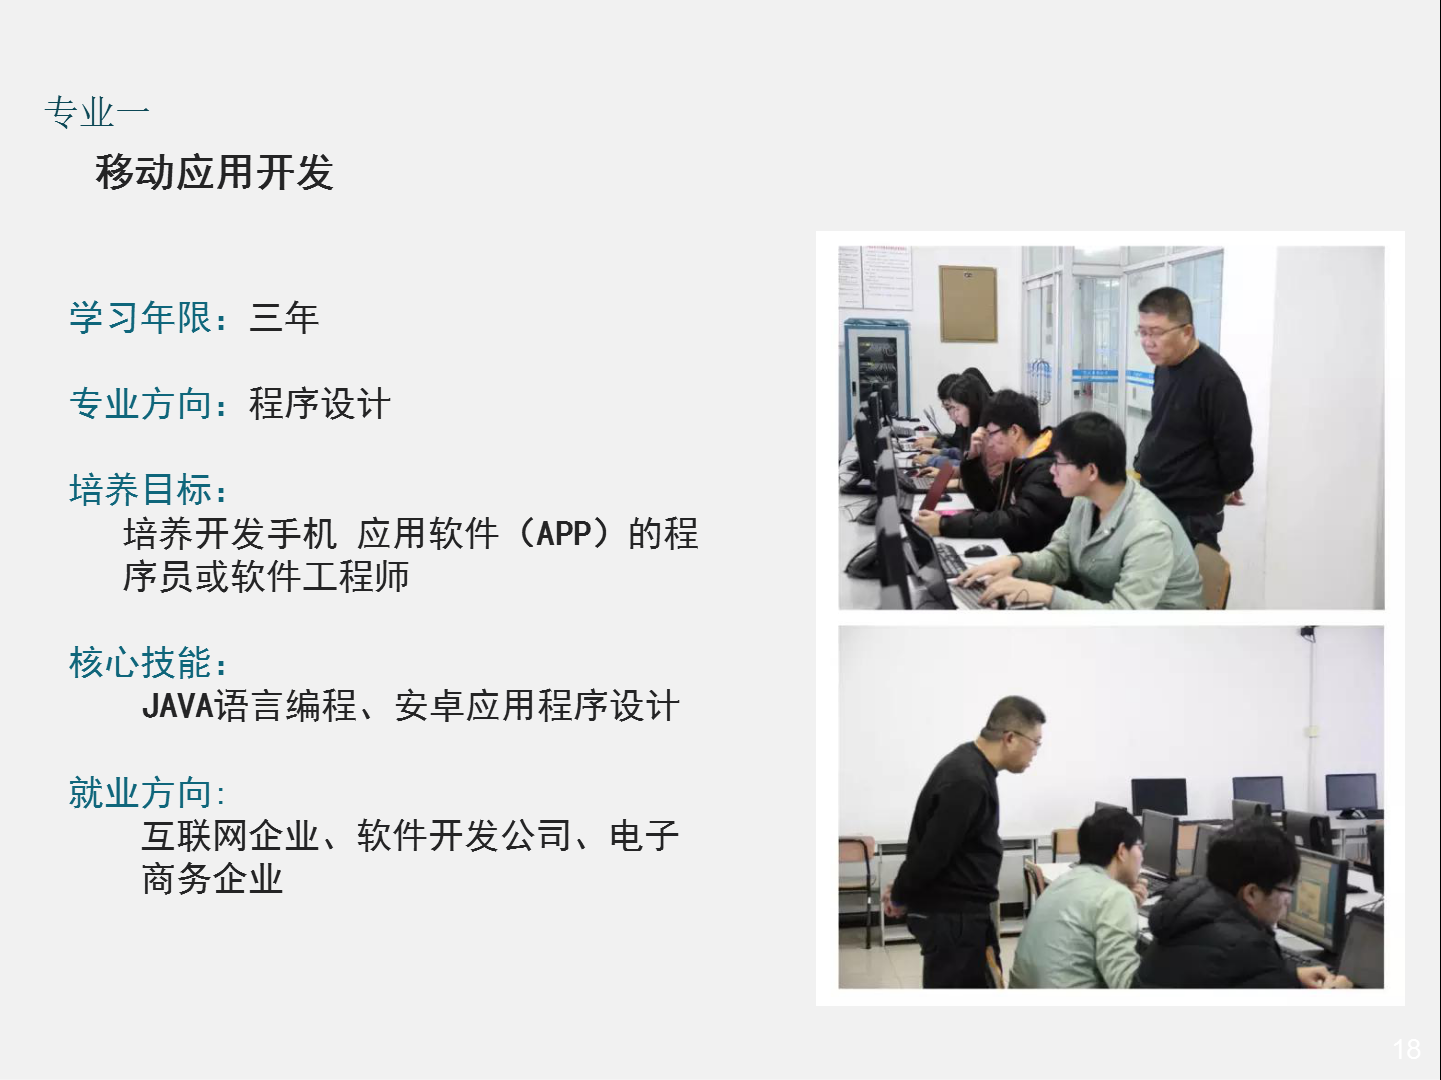 专业一
移动应用开发
学习年限：三年
专业方向：程序设计
培养目标：
培养开发手机 应用软件（APP）的程
序员或软件工程师
核心技能：
JAVA语言编程、安卓应用程序设计
就业方向:
互联网企业、软件开发公司、电子
商务企业
18